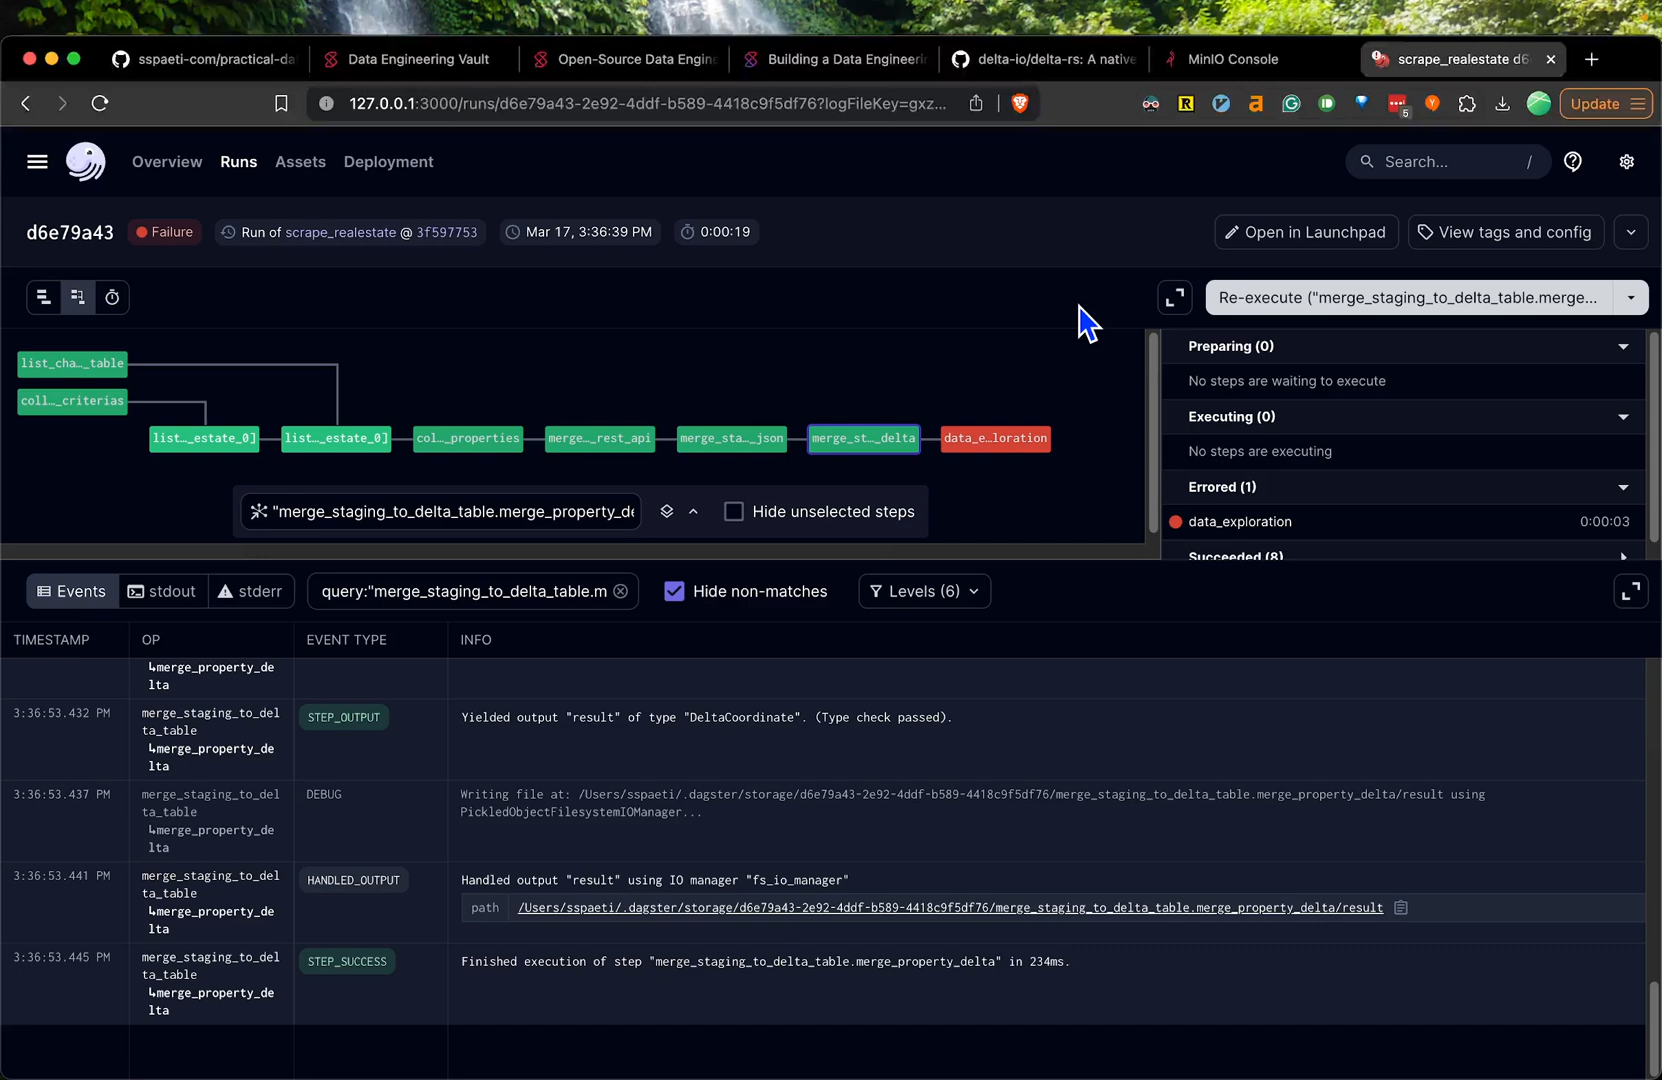 sspaeti-com/practical-da
Data Engineering Vault
Open-Source Data Engine
Building a Data Engineerin
delta-io/delta-rs: A native
MinIO Console
scrape_realestate d6
127.0.0.1:3000/runs/d6e79a43-2e92-4ddf-b589-4418c9f5df76?logFileKey=gxz...
5
Update
Overview
Runs
Assets
Deployment
Search...
/
d6e79a43
Failure
Run of scrape_realestate @ 3f597753
Mar 17, 3:36:39 PM
0:00:19
Open in Launchpad
View tags and config
Re-execute ("merge_staging_to_delta_table.merge...
list_cha…_table
coll…_criterias
list…_estate_0]
list…_estate_0]
col…_properties
merge…_rest_api
merge_sta…_json
merge_st…_delta
data_e…loration
"merge_staging_to_delta_table.merge_property_de
Hide unselected steps
Preparing (0)
No steps are waiting to execute
Executing (0)
No steps are executing
Errored (1)
data_exploration
0:00:03
Succeeded (8)
Events
stdout
stderr
query:"merge_staging_to_delta_table.m
Hide non-matches
Levels (6)
TIMESTAMP
OP
EVENT TYPE
INFO
↳merge_property_de
lta
3:36:53.432 PM
merge_staging_to_del
ta_table
↳merge_property_de
lta
STEP_OUTPUT
Yielded output "result" of type "DeltaCoordinate". (Type check passed).
3:36:53.437 PM
merge_staging_to_del
ta_table
↳merge_property_de
lta
DEBUG
Writing file at: /Users/sspaeti/.dagster/storage/d6e79a43-2e92-4ddf-b589-4418c9f5df76/merge_staging_to_delta_table.merge_property_delta/result using
PickledObjectFilesystemIOManager...
3:36:53.441 PM
merge_staging_to_del
ta_table
↳merge_property_de
lta
HANDLED_OUTPUT
Handled output "result" using IO manager "fs_io_manager"
path
/Users/sspaeti/.dagster/storage/d6e79a43-2e92-4ddf-b589-4418c9f5df76/merge_staging_to_delta_table.merge_property_delta/result
3:36:53.445 PM
merge_staging_to_del
ta_table
↳merge_property_de
lta
STEP_SUCCESS
Finished execution of step "merge_staging_to_delta_table.merge_property_delta" in 234ms.